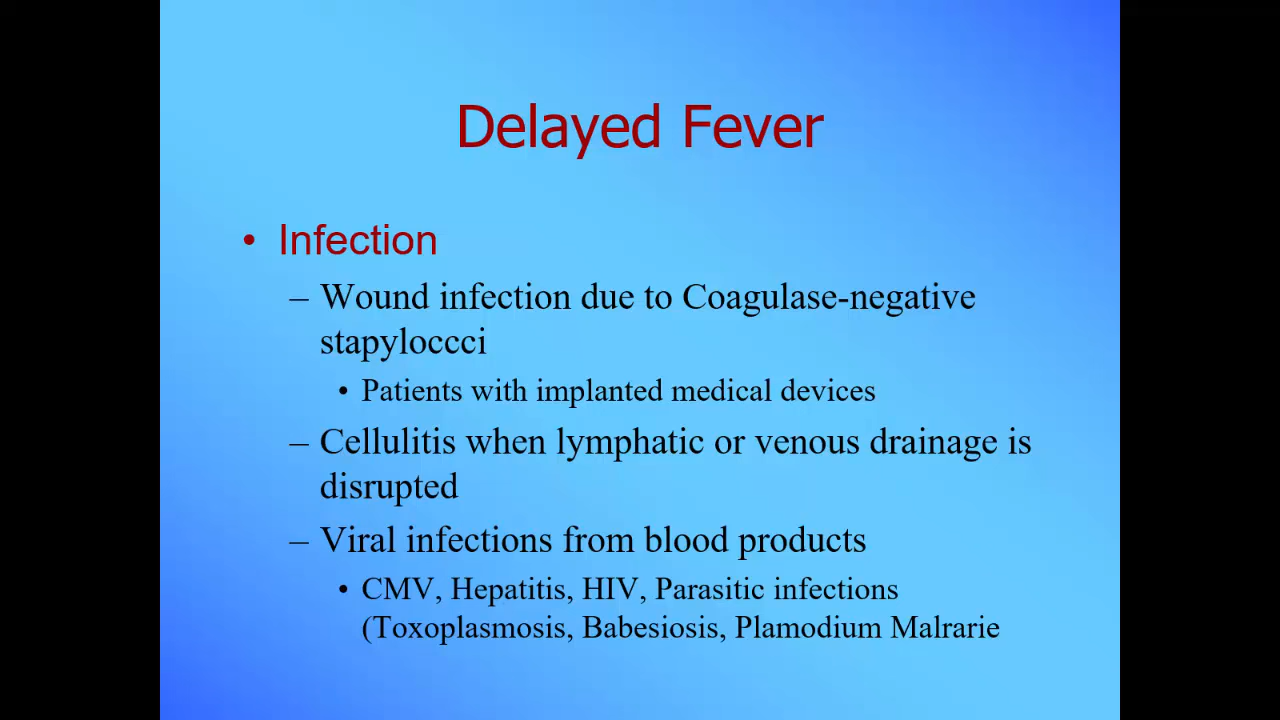 Delayed Fever
• Infection
– Wound infection due to Coagulase-negative
stapyloccci
• Patients with implanted medical devices
– Cellulitis when lymphatic or venous drainage is
disrupted
– Viral infections from blood products
• CMV, Hepatitis, HIV, Parasitic infections
(Toxoplasmosis, Babesiosis, Plamodium Malrarie